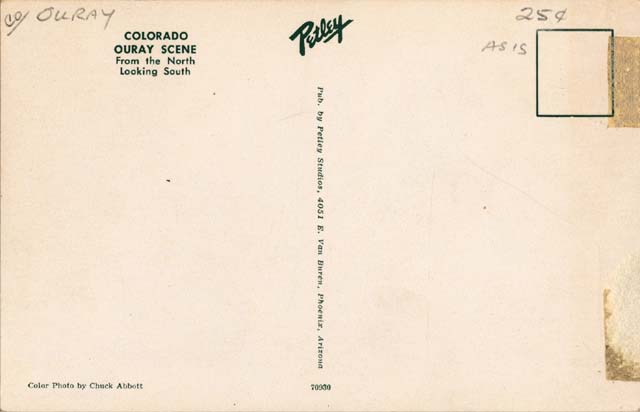 CO/ OURAY
COLORADO
OURAY SCENE
From the North
Looking South
Petley
25¢
AS IS
Pub. by Petley Studios, 4051 E. Van Buren, Phoenix, Arizona
Color Photo by Chuck Abbott
70930